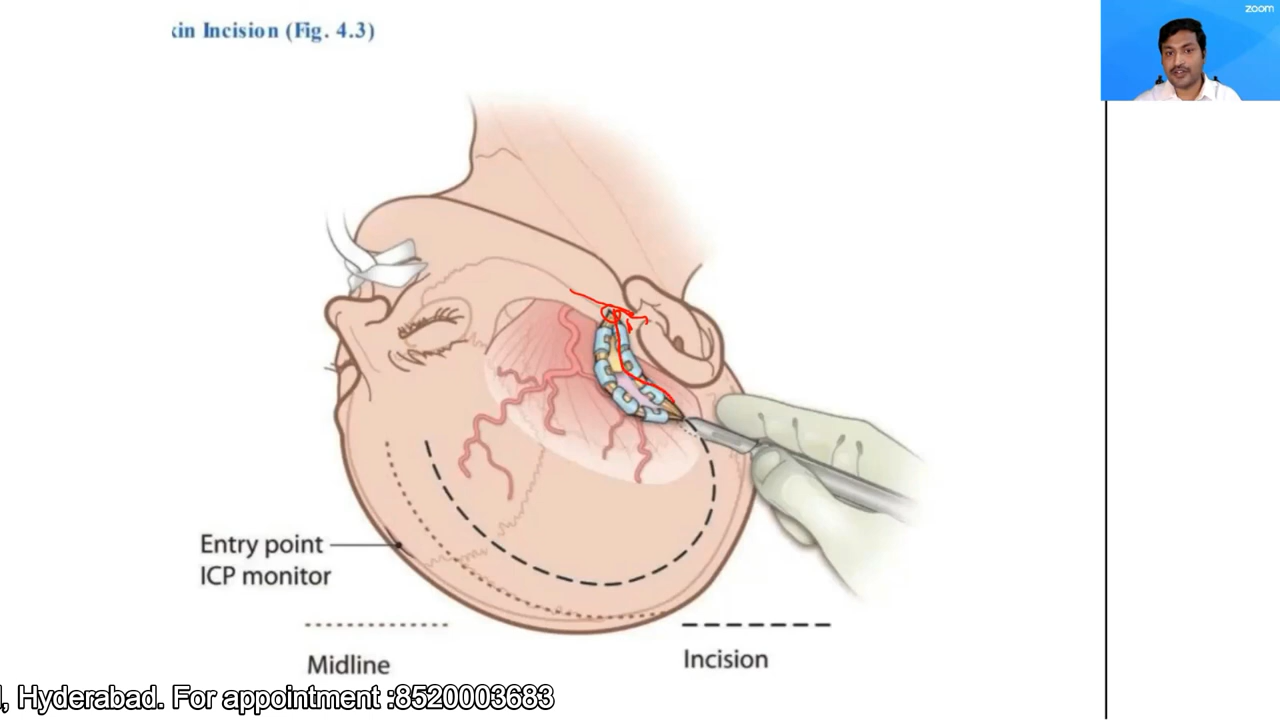 kin Incision (Fig. 4.3)
zoom
Entry point
ICP monitor
Midline
Incision
, Hyderabad. For appointment :8520003683